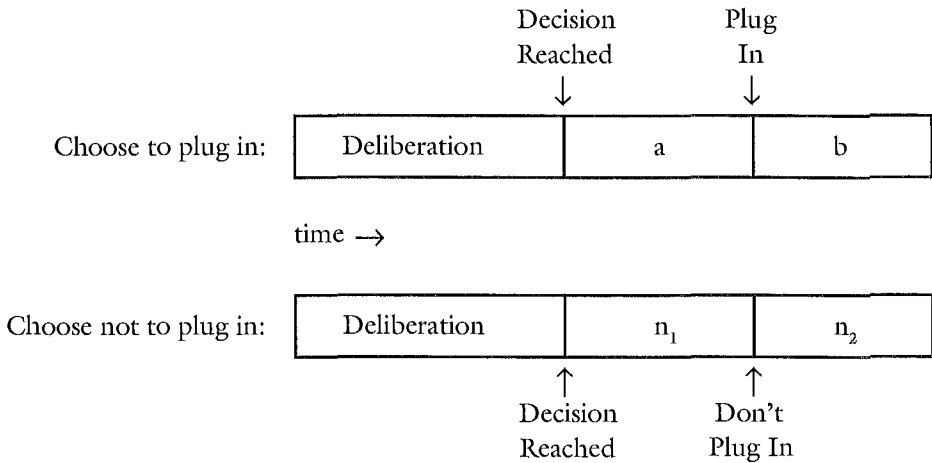 Decision Plug
Reached In
↓ ↓
Choose to plug in: Deliberation a b
time →
Choose not to plug in: Deliberation n₁ n₂
↑ ↑
Decision Don't
Reached Plug In